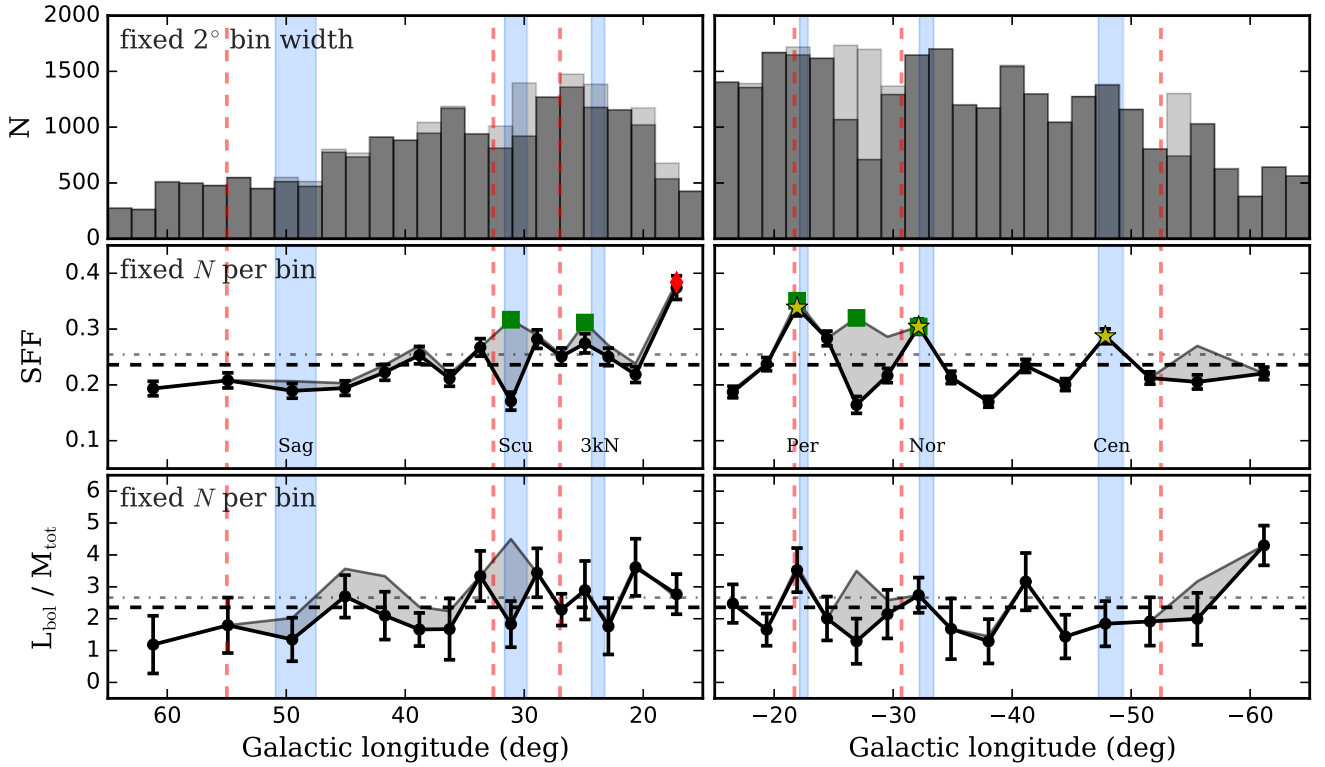 2000
1500
1000
500
0
N
fixed 2° bin width
0.4
0.3
0.2
0.1
SFF
fixed N per bin
Sag
Scu
3kN
Per
Nor
Cen
6
5
4
3
2
1
0
L_bol / M_tot
fixed N per bin
60
50
40
30
20
−20
−30
−40
−50
−60
Galactic longitude (deg)
Galactic longitude (deg)